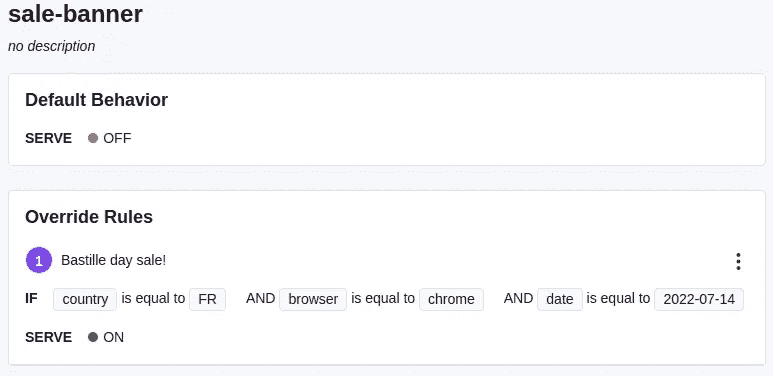 sale-banner
no description
Default Behavior
SERVE OFF
Override Rules
1 Bastille day sale!
IF country is equal to FR AND browser is equal to chrome AND date is equal to 2022-07-14
SERVE ON